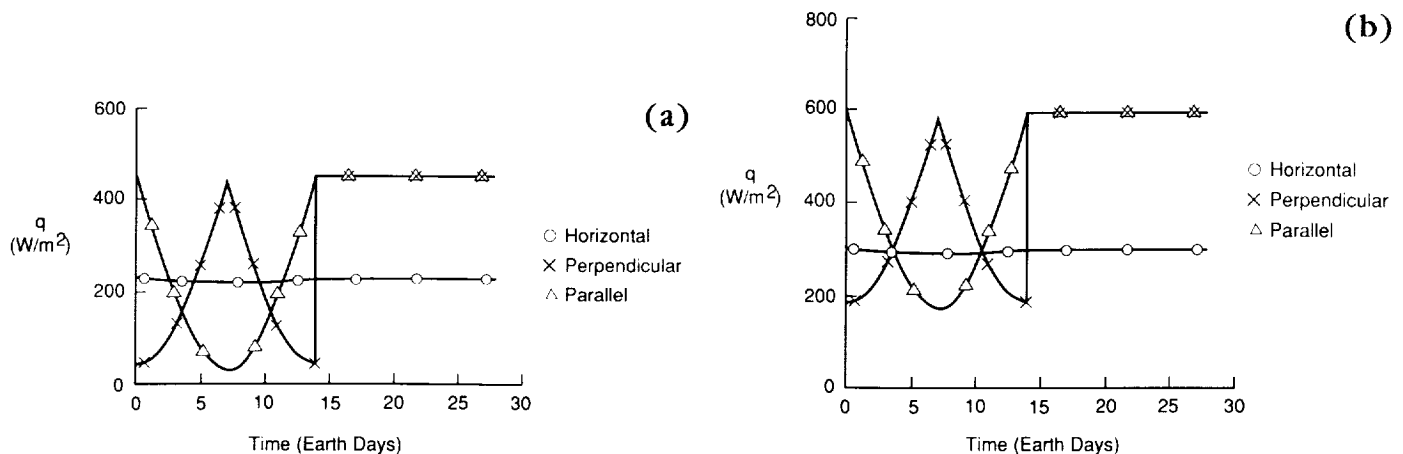 (a)
600
400
200
0
q
(W/m²)
0 5 10 15 20 25 30
Time (Earth Days)
Horizontal
Perpendicular
Parallel
(b)
800
600
400
200
0
q
(W/m²)
0 5 10 15 20 25 30
Time (Earth Days)
Horizontal
Perpendicular
Parallel